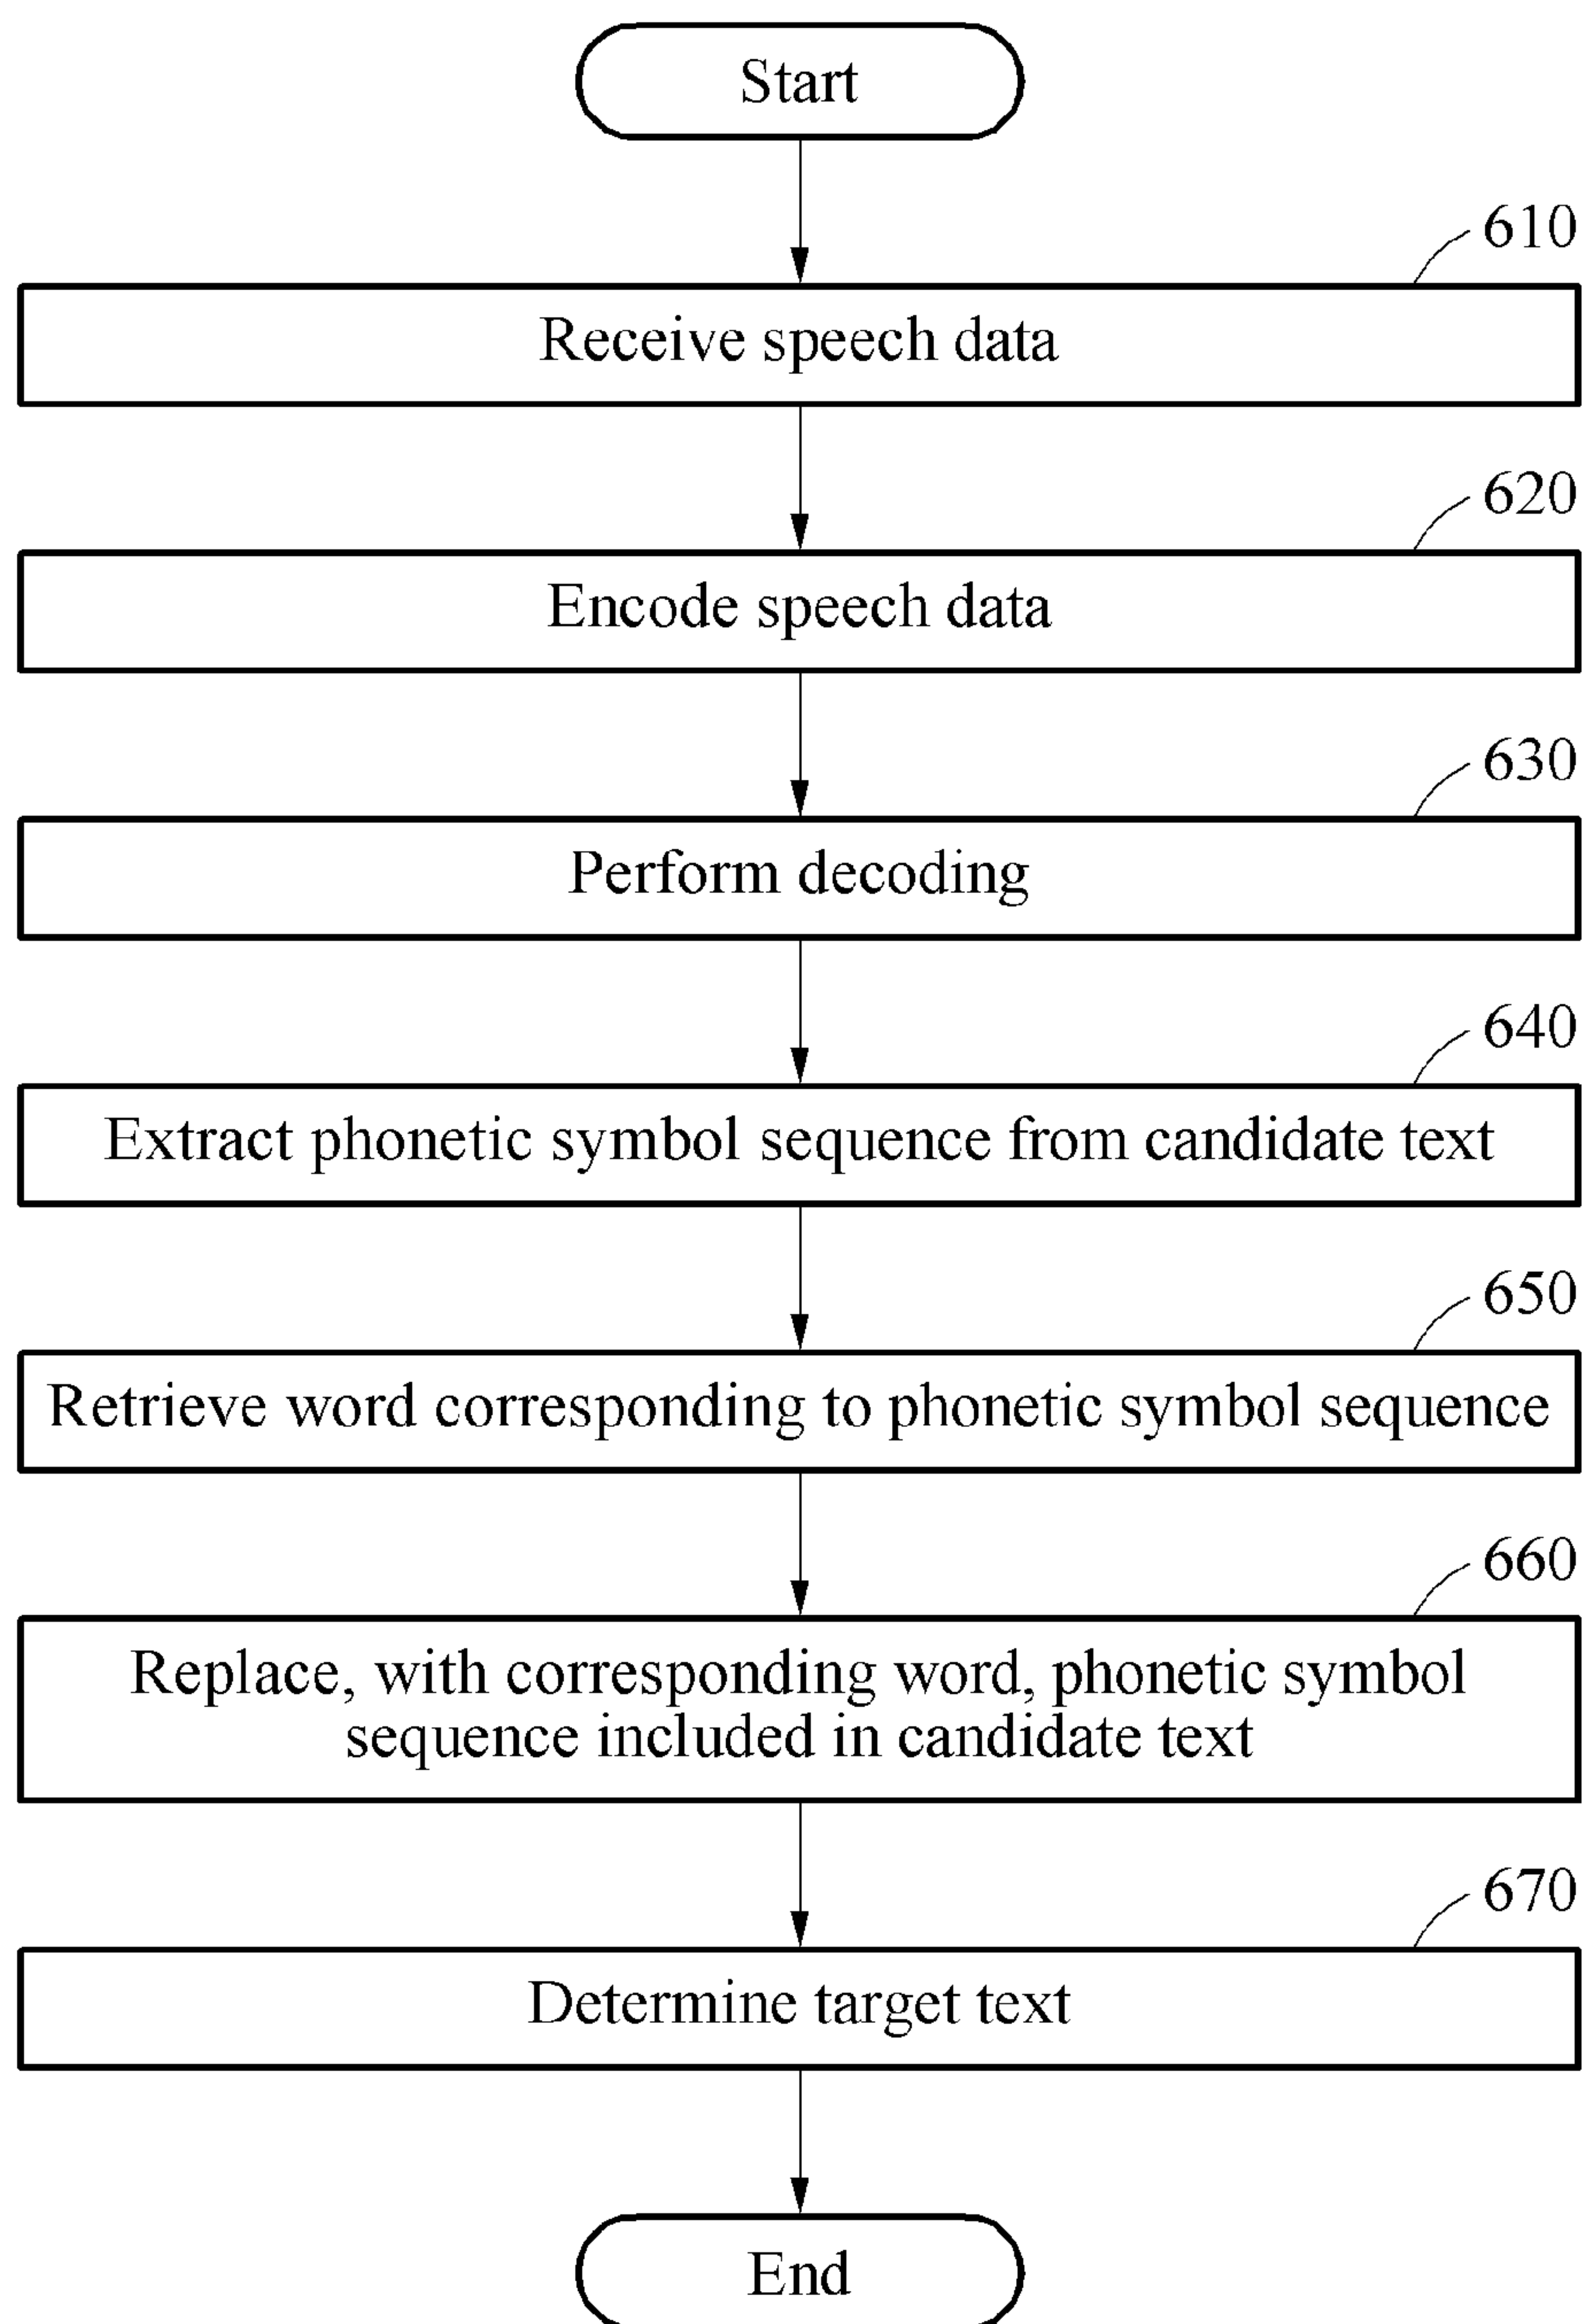 Start
610
Receive speech data
620
Encode speech data
630
Perform decoding
640
Extract phonetic symbol sequence from candidate text
650
Retrieve word corresponding to phonetic symbol sequence
660
Replace, with corresponding word, phonetic symbol
sequence included in candidate text
670
Determine target text
End